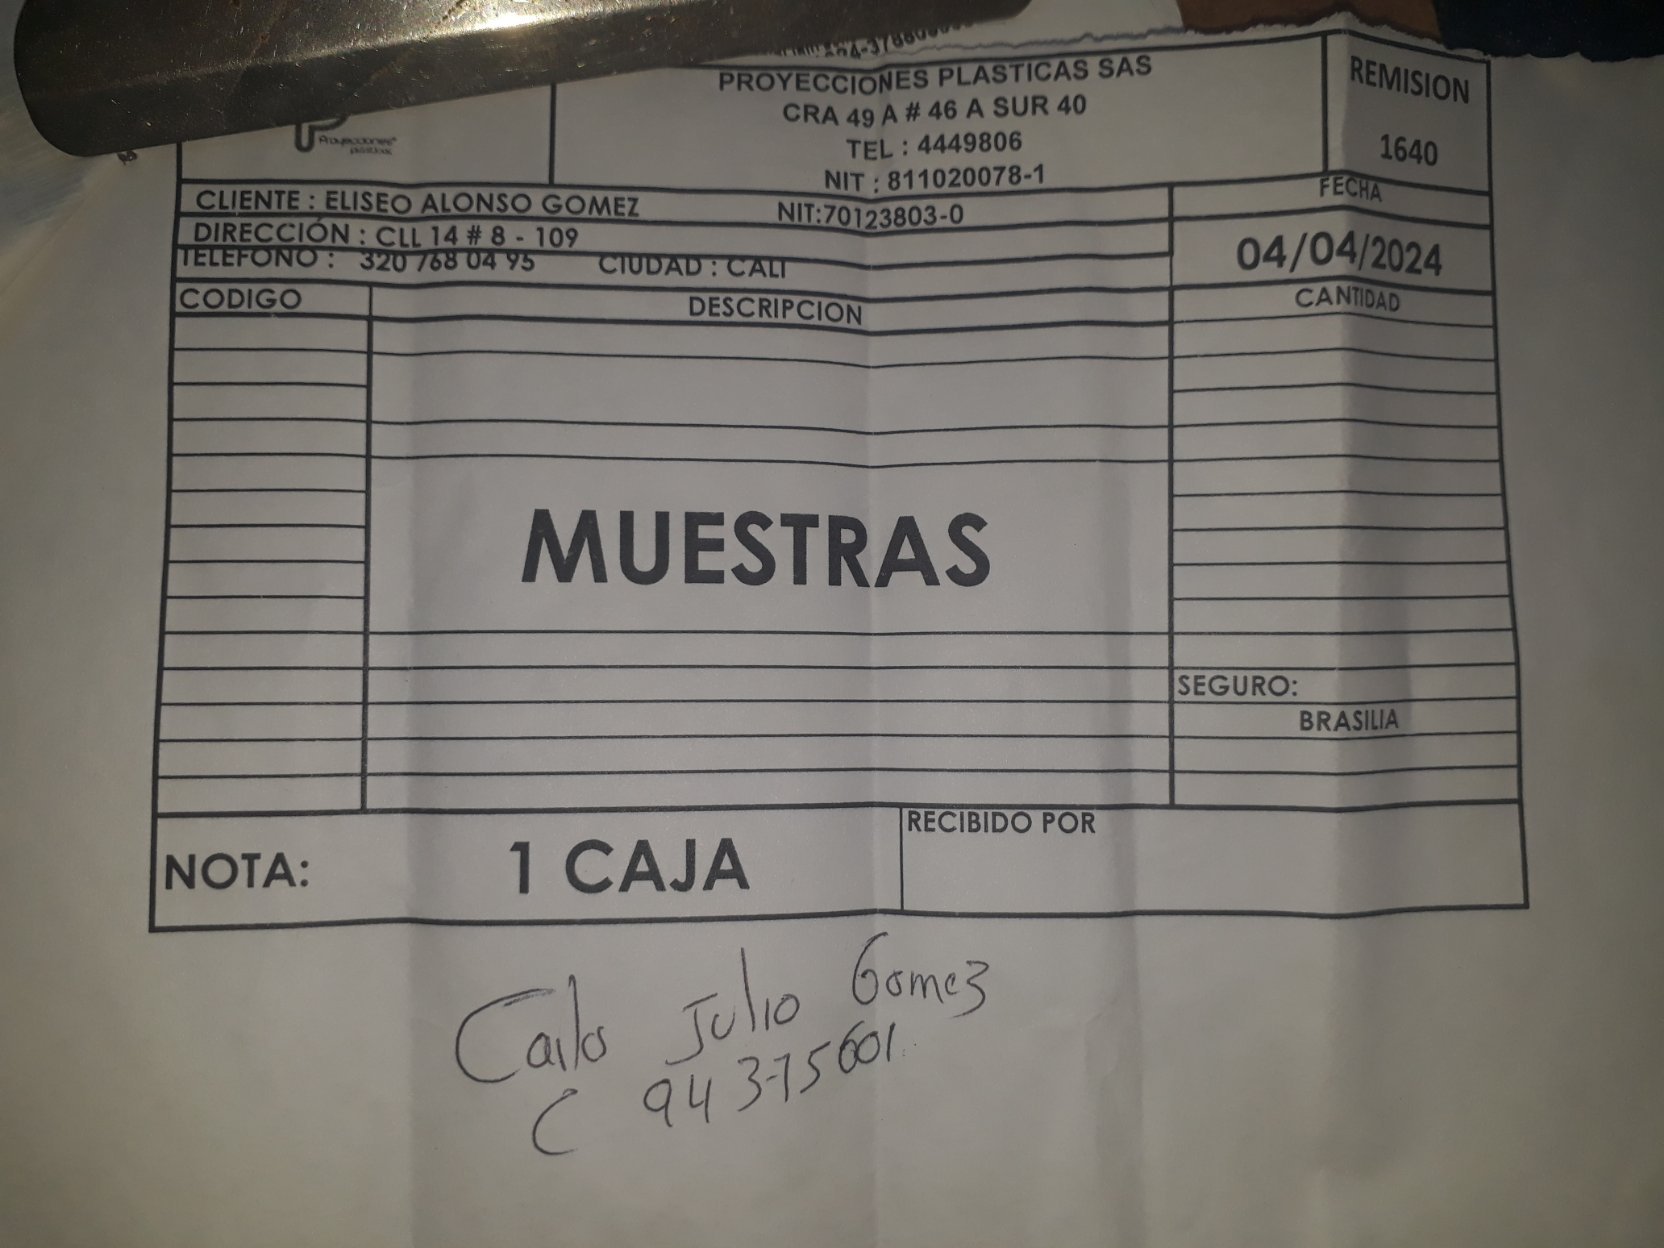 PROYECCIONES PLASTICAS SAS
CRA 49 A # 46 A SUR 40
TEL : 4449806
NIT : 811020078-1
REMISION
1640
Proyecciones
plásticas
CLIENTE : ELISEO ALONSO GOMEZ NIT:70123803-0
FECHA
DIRECCIÓN : CLL 14 # 8 - 109
04/04/2024
TELEFONO : 320 768 04 95 CIUDAD : CALI
CODIGO DESCRIPCION CANTIDAD
MUESTRAS
SEGURO:
BRASILIA
NOTA: 1 CAJA
RECIBIDO POR
Carlos Julio Gomez
C 94375601